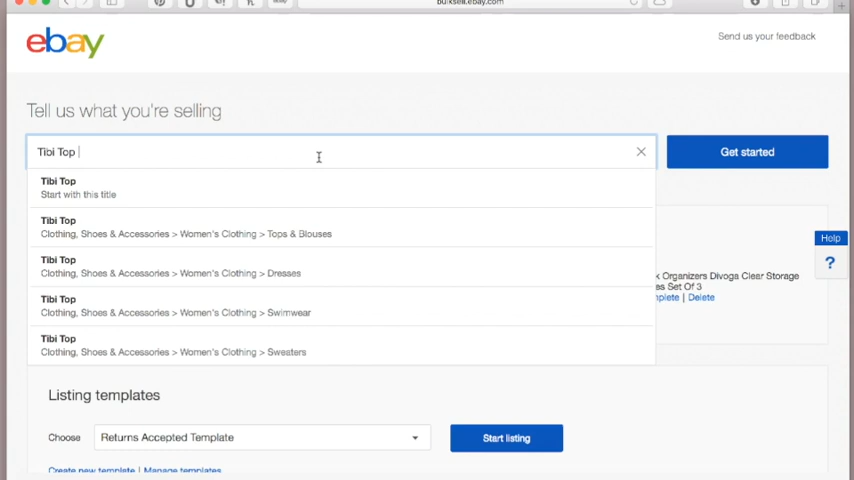 bulksell.ebay.com
ebay
Send us your feedback
Tell us what you're selling
Tibi Top
Get started
Tibi Top
Start with this title
Tibi Top
Clothing, Shoes & Accessories > Women's Clothing > Tops & Blouses
Help
Tibi Top
Clothing, Shoes & Accessories > Women's Clothing > Dresses
?
x Organizers Divoga Clear Storage
es Set Of 3
plete | Delete
Tibi Top
Clothing, Shoes & Accessories > Women's Clothing > Swimwear
Tibi Top
Clothing, Shoes & Accessories > Women's Clothing > Sweaters
Listing templates
Choose
Returns Accepted Template
Start listing
Create new template | Manage templates